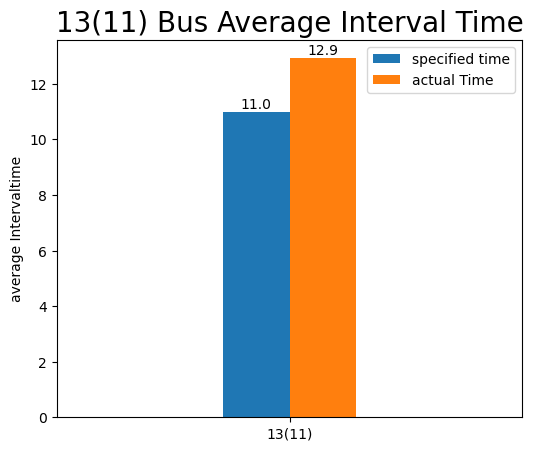 13(11) Bus Average Interval Time
specified time
actual Time
11.0
12.9
average Intervaltime
12
10
8
6
4
2
0
13(11)